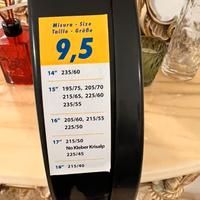 Misura - Size
Taille - Größe
9,5
14" 235/60
15" 195/75, 205/70
215/65, 225/60
235/55
16" 205/60, 215/55
225/50
17" 215/50
No Kleber Krisalp
225/45
18" 215/40